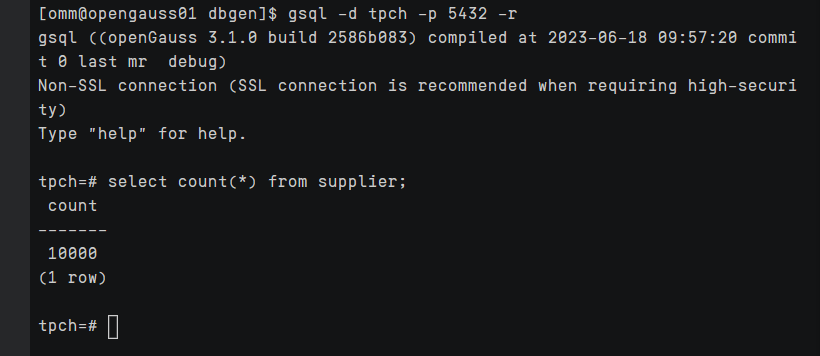 [omm@opengauss01 dbgen]$ gsql -d tpch -p 5432 -r
gsql ((openGauss 3.1.0 build 2586b083) compiled at 2023-06-18 09:57:20 commi
t 0 last mr  debug)
Non-SSL connection (SSL connection is recommended when requiring high-securi
ty)
Type "help" for help.
tpch=# select count(*) from supplier;
 count
-------
 10000
(1 row)
tpch=#